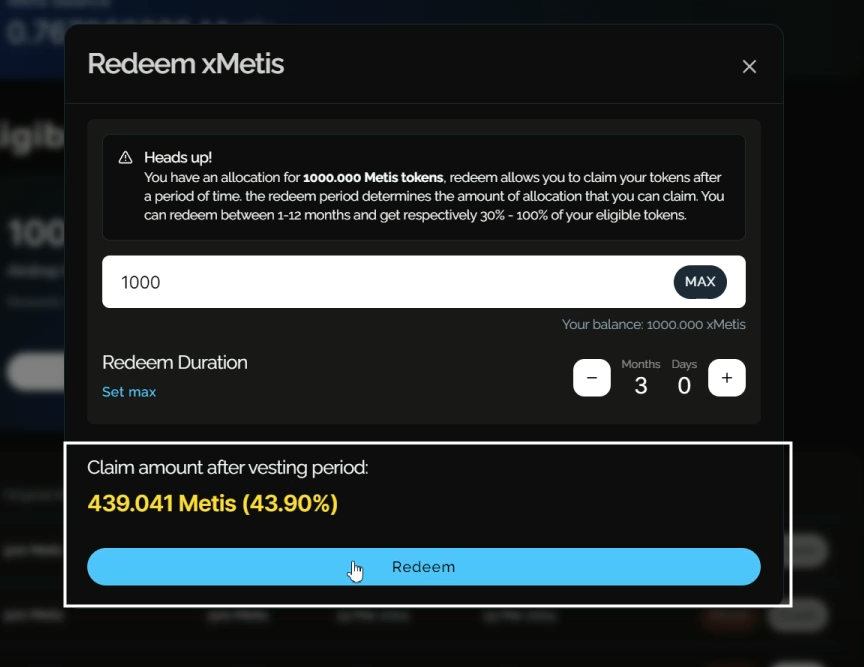 Redeem xMetis
Heads up!
You have an allocation for 1000.000 Metis tokens, redeem allows you to claim your tokens after
a period of time. the redeem period determines the amount of allocation that you can claim. You
can redeem between 1-12 months and get respectively 30% - 100% of your eligible tokens.
1000 MAX
Your balance: 1000.000 xMetis
Redeem Duration
Months Days
Set max
- 3 0 +
Claim amount after vesting period:
439.041 Metis (43.90%)
Redeem